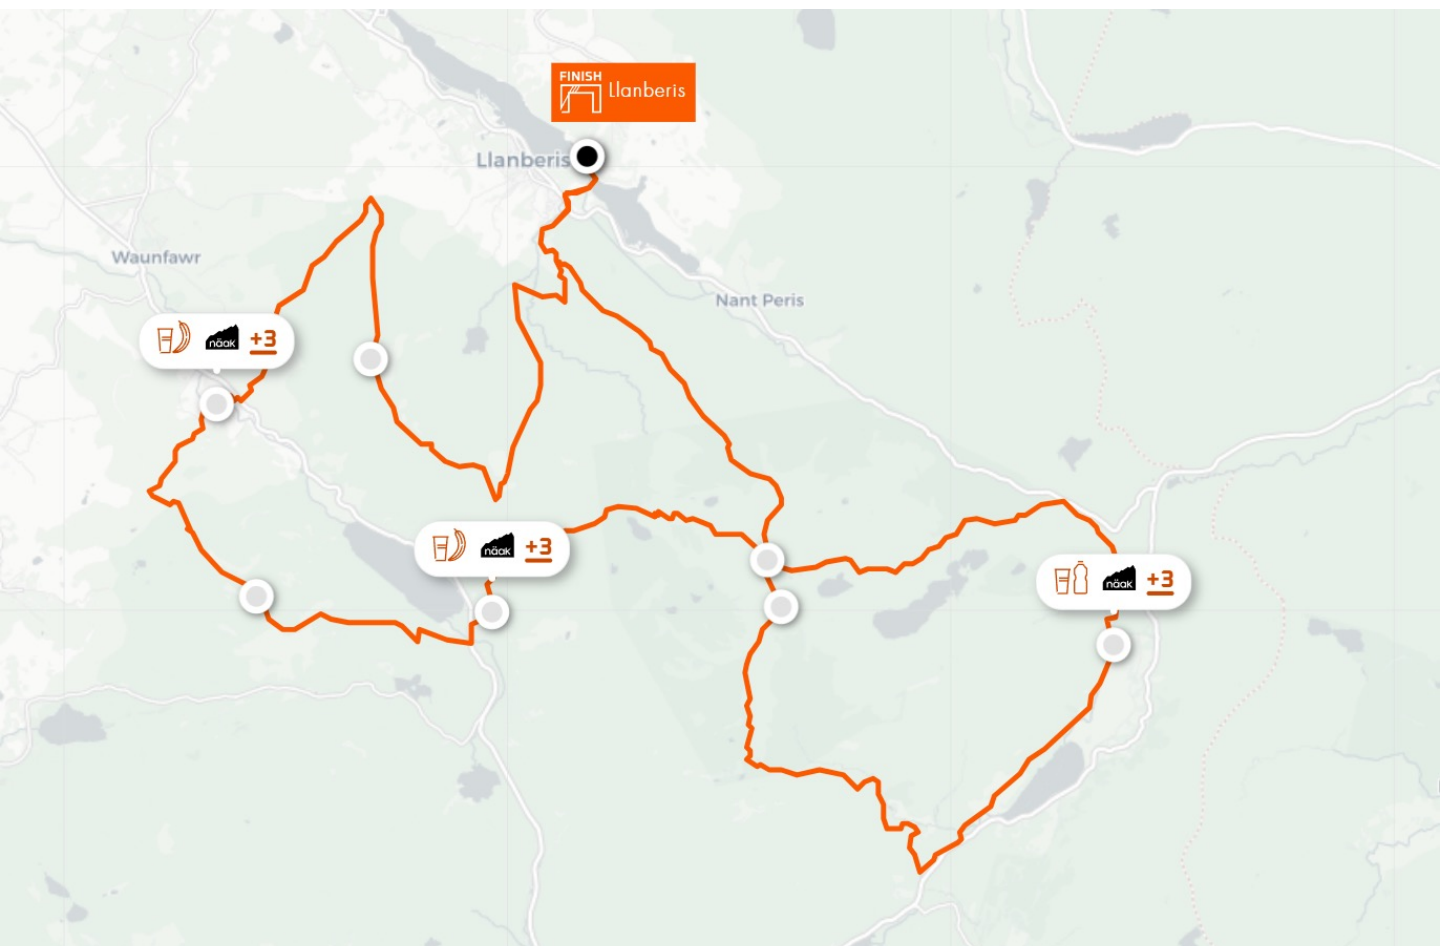 FINISH
Llanberis
Llanberis
Waunfawr
Nant Peris
näak +3
näak +3
näak +3